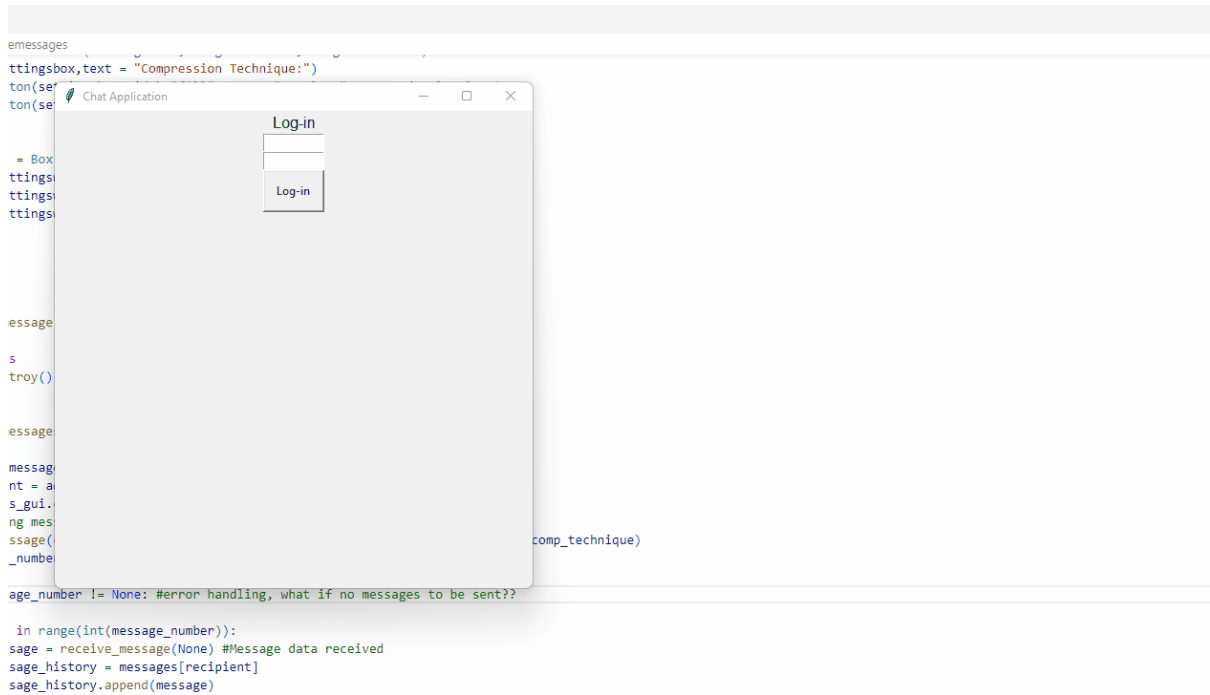 emessages
ttingsbox,text = "Compression Technique:")
ton(se
Chat Application
ton(se
Log-in
= Box
ttings
Log-in
ttings
ttings
essage
s
troy()
essages
messag
nt = a
s_gui.
ng mes
ssage( comp_technique)
_number
age_number != None: #error handling, what if no messages to be sent??
in range(int(message_number)):
sage = receive_message(None) #Message data received
sage_history = messages[recipient]
sage_history.append(message)